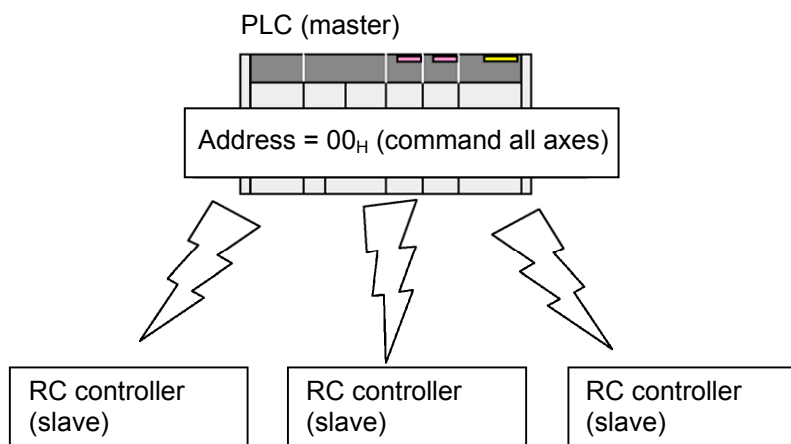 PLC (master)
Address = 00H (command all axes)
RC controller
(slave)
RC controller
(slave)
RC controller
(slave)